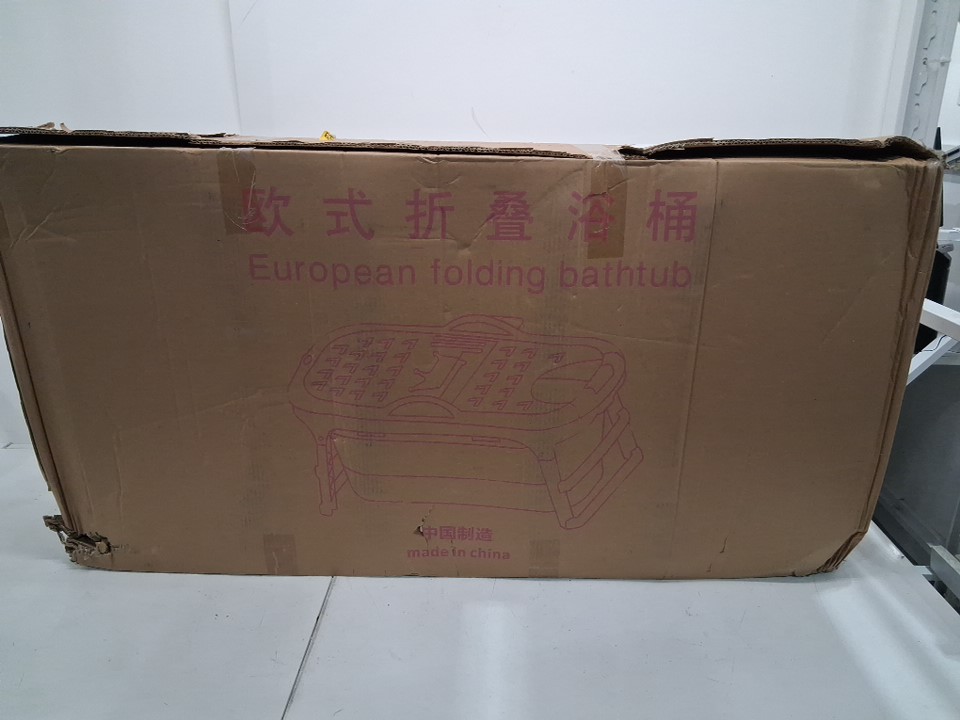 欧式折叠浴桶
European folding bathtub
中国制造
made in china